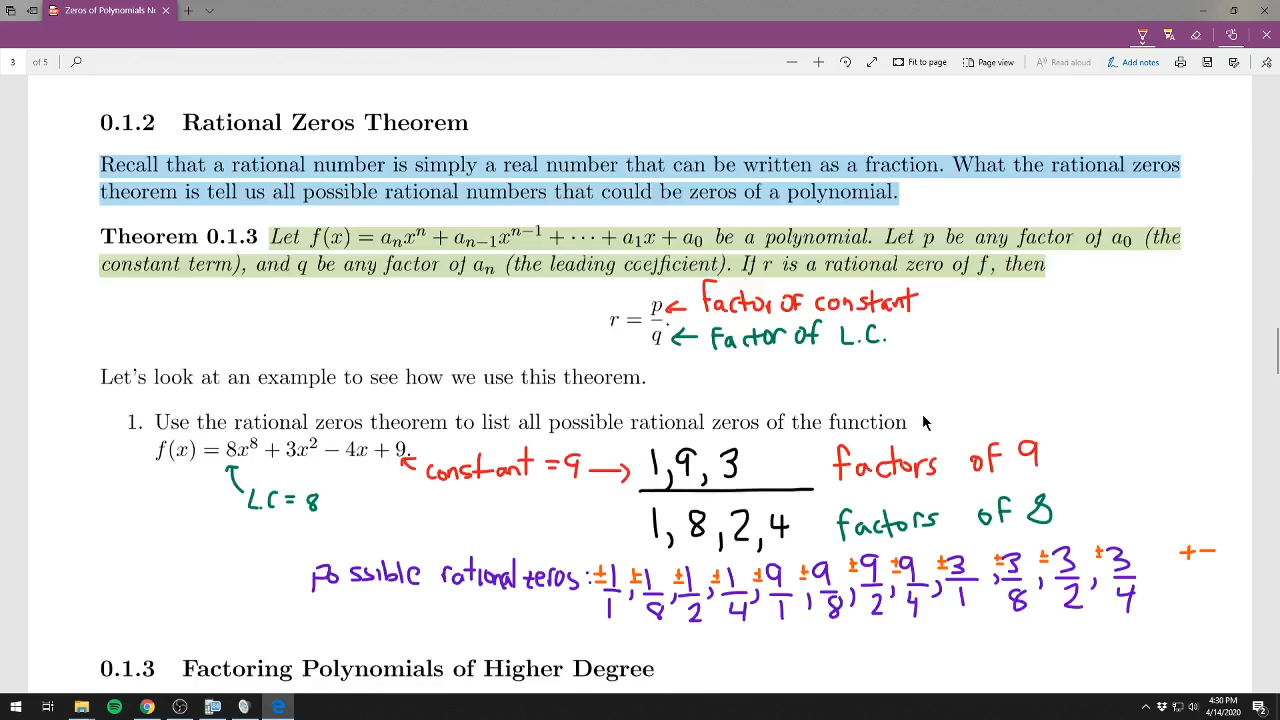 Zeros of Polynomials N
3 of 5 Fit to page Page view Read aloud Add notes
0.1.2 Rational Zeros Theorem
Recall that a rational number is simply a real number that can be written as a fraction. What the rational zeros
theorem is tell us all possible rational numbers that could be zeros of a polynomial.
Theorem 0.1.3 Let f(x) = aₙxⁿ + aₙ₋₁xⁿ⁻¹ + ⋯ + a₁x + a₀ be a polynomial. Let p be any factor of a₀ (the
constant term), and q be any factor of aₙ (the leading coefficient). If r is a rational zero of f, then
r = p/q. ← Factor of constant
← Factor of L.C.
Let's look at an example to see how we use this theorem.
1. Use the rational zeros theorem to list all possible rational zeros of the function
f(x) = 8x⁸ + 3x² − 4x + 9.
constant = 9 → 1, 9, 3 factors of 9
L.C = 8
1, 8, 2, 4 factors of 8
possible rational zeros: ±1/1, ±1/8, ±1/2, ±1/4, ±9/1, ±9/8, ±9/2, ±9/4, ±3/1, ±3/8, ±3/2, ±3/4 + −
0.1.3 Factoring Polynomials of Higher Degree
4:30 PM
4/14/2020
2